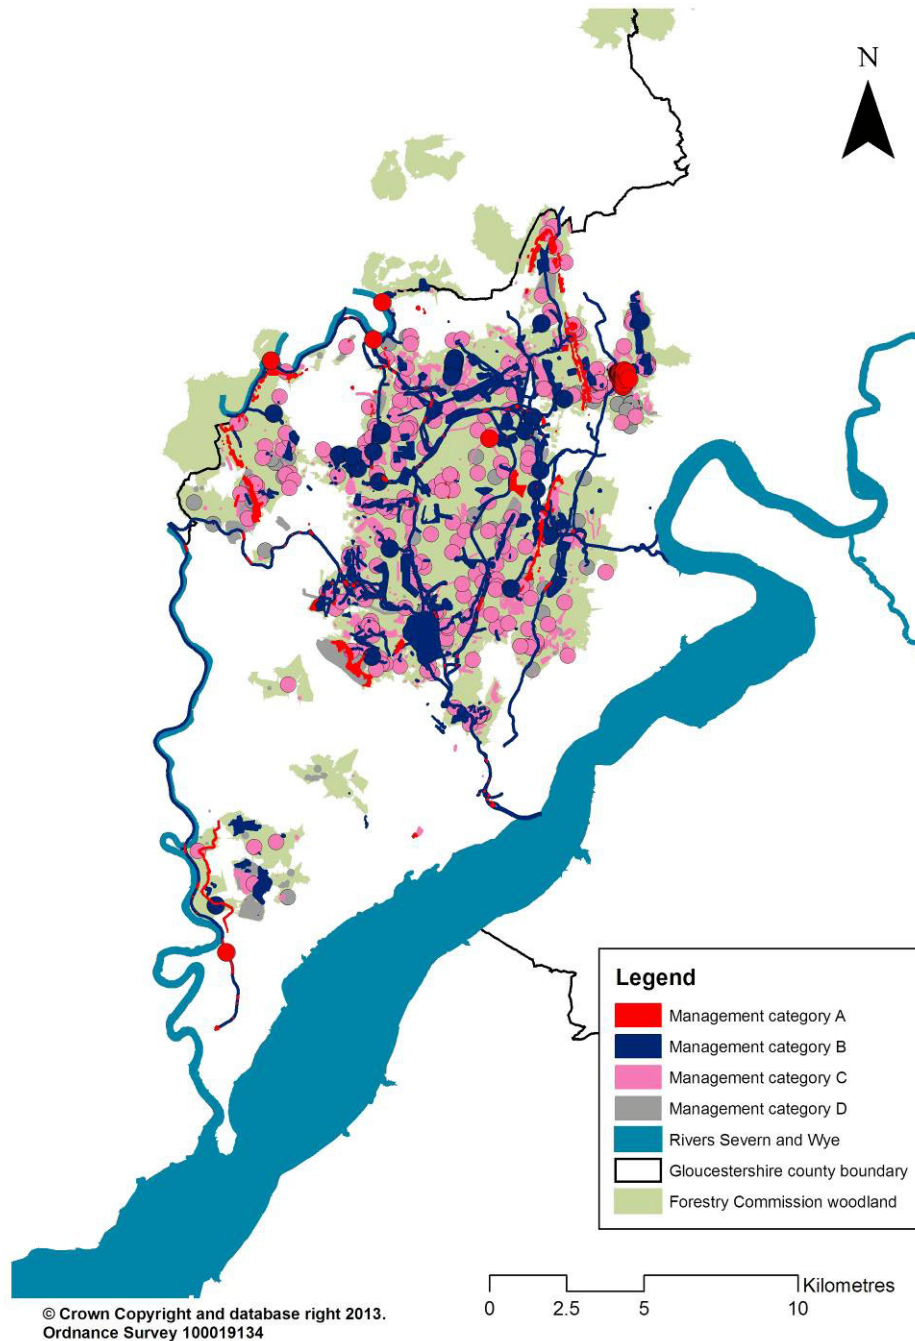 N
Legend
Management category A
Management category B
Management category C
Management category D
Rivers Severn and Wye
Gloucestershire county boundary
Forestry Commission woodland
Kilometres
0 2.5 5 10
© Crown Copyright and database right 2013.
Ordnance Survey 100019134